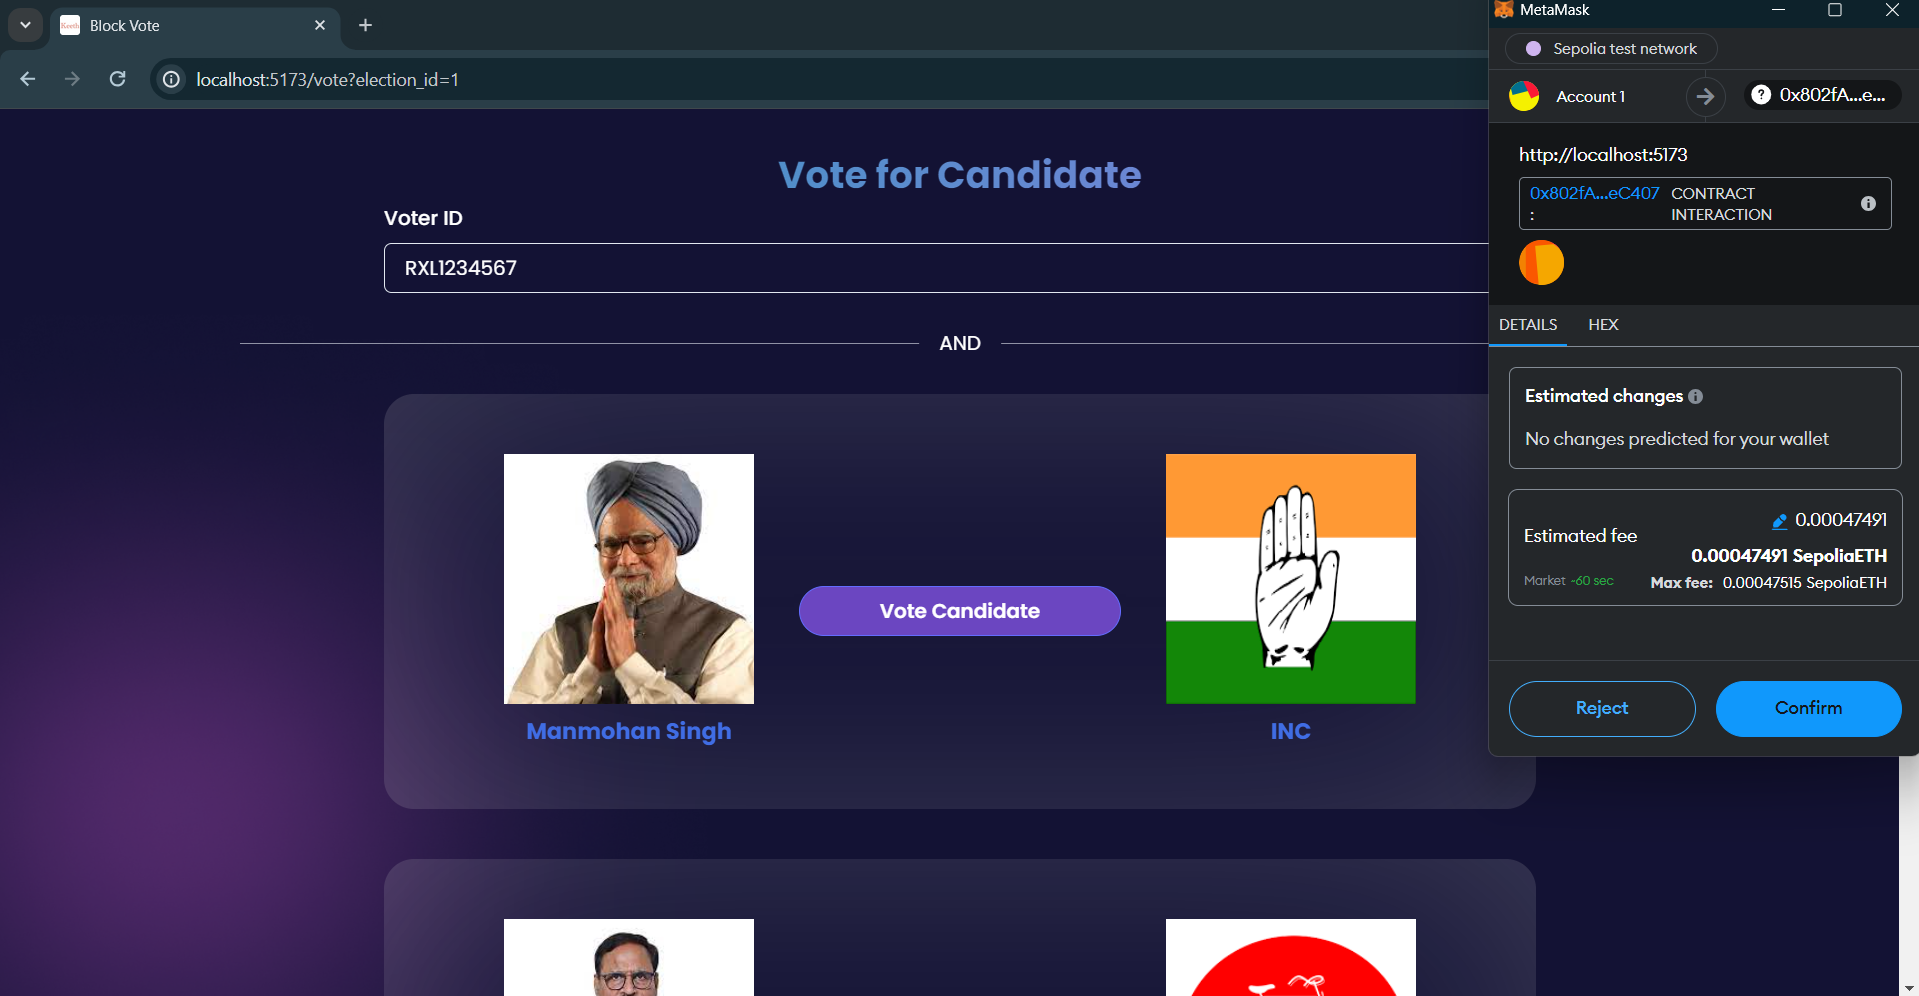 Block Vote
localhost:5173/vote?election_id=1
Vote for Candidate
Voter ID
RXL1234567
AND
Vote Candidate
Manmohan Singh
INC
MetaMask
Sepolia test network
Account 1
0x802fA...e...
http://localhost:5173
0x802fA...eC407 CONTRACT
: INTERACTION
DETAILS HEX
Estimated changes
No changes predicted for your wallet
0.00047491
Estimated fee
0.00047491 SepoliaETH
Market ~60 sec Max fee: 0.00047515 SepoliaETH
Reject Confirm